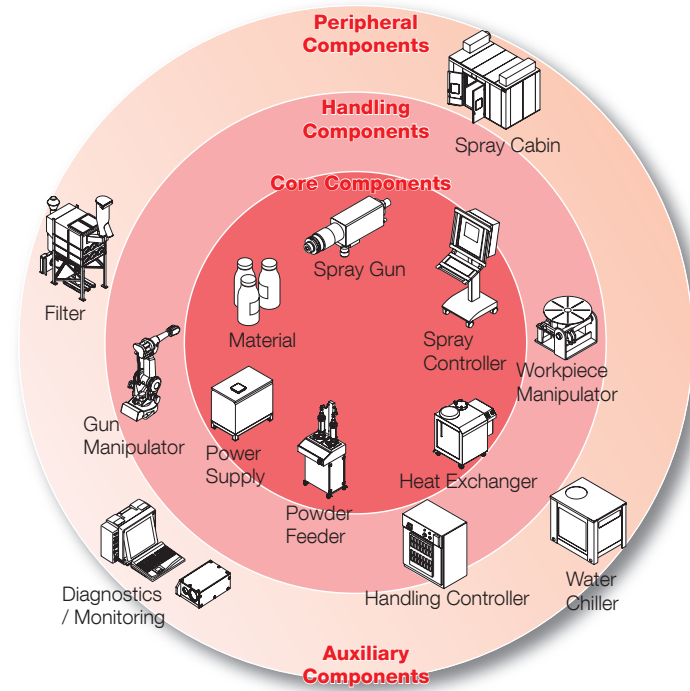 Peripheral
Components
Spray Cabin
Handling
Components
Core Components
Spray Gun
Filter
Material
Spray
Controller
Workpiece
Manipulator
Gun
Manipulator
Power
Supply
Heat Exchanger
Powder
Feeder
Diagnostics
/ Monitoring
Handling Controller
Water
Chiller
Auxiliary
Components